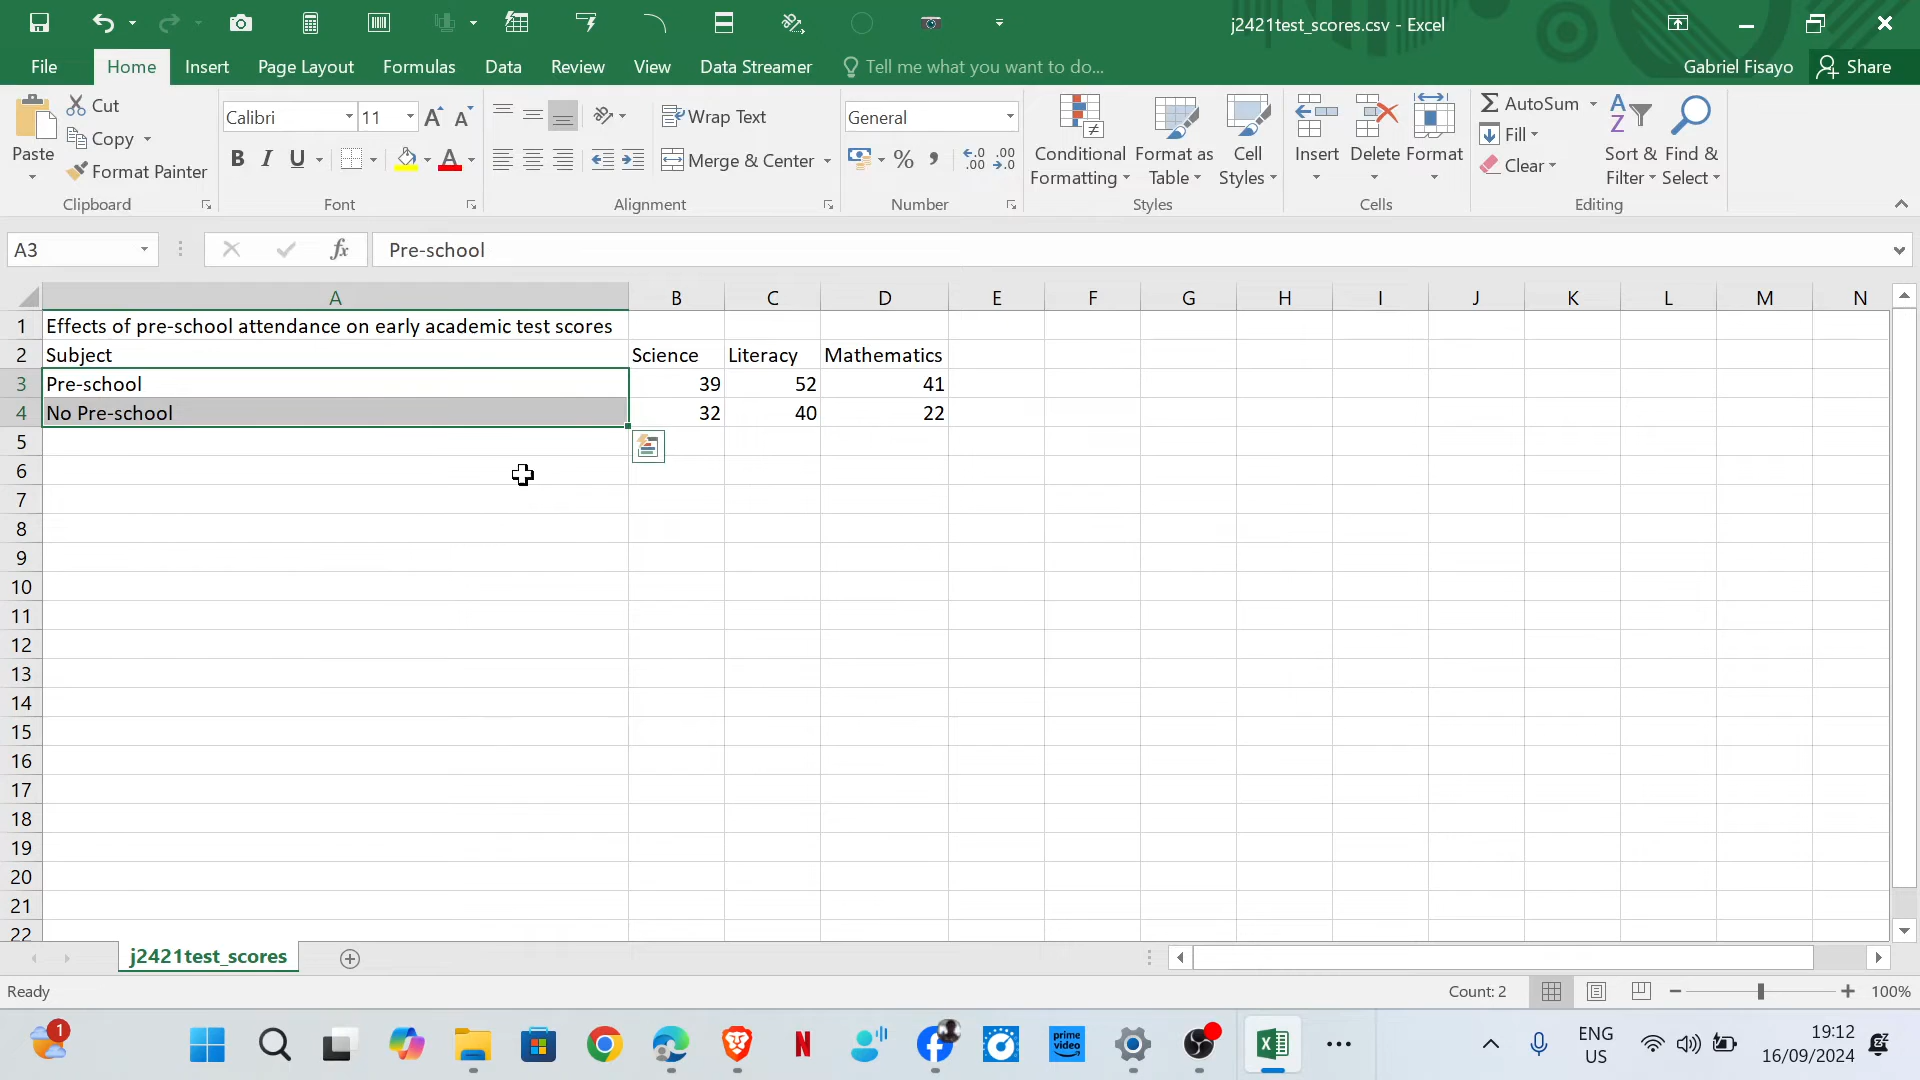 j2421test_scores.csv - Excel
File Home Insert Page Layout Formulas Data Review View Data Streamer Tell me what you want to do... Gabriel Fisayo Share
Paste
Cut
Copy
Format Painter
Clipboard
Calibri 11
B I U
Font
Wrap Text
Merge & Center
Alignment
General
Number
Conditional Formatting
Format as Table
Cell Styles
Styles
Insert Delete Format
Cells
AutoSum
Fill
Clear
Sort & Filter
Find & Select
Editing
A3 fx Pre-school
A B C D E F G H I J K L M N
1 Effects of pre-school attendance on early academic test scores
2 Subject Science Literacy Mathematics
3 Pre-school 39 52 41
4 No Pre-school 32 40 22
5
6
7
8
9
10
11
12
13
14
15
16
17
18
19
20
21
22
j2421test_scores
Ready Count: 2 100%
1
prime video
ENG US
19:12
16/09/2024